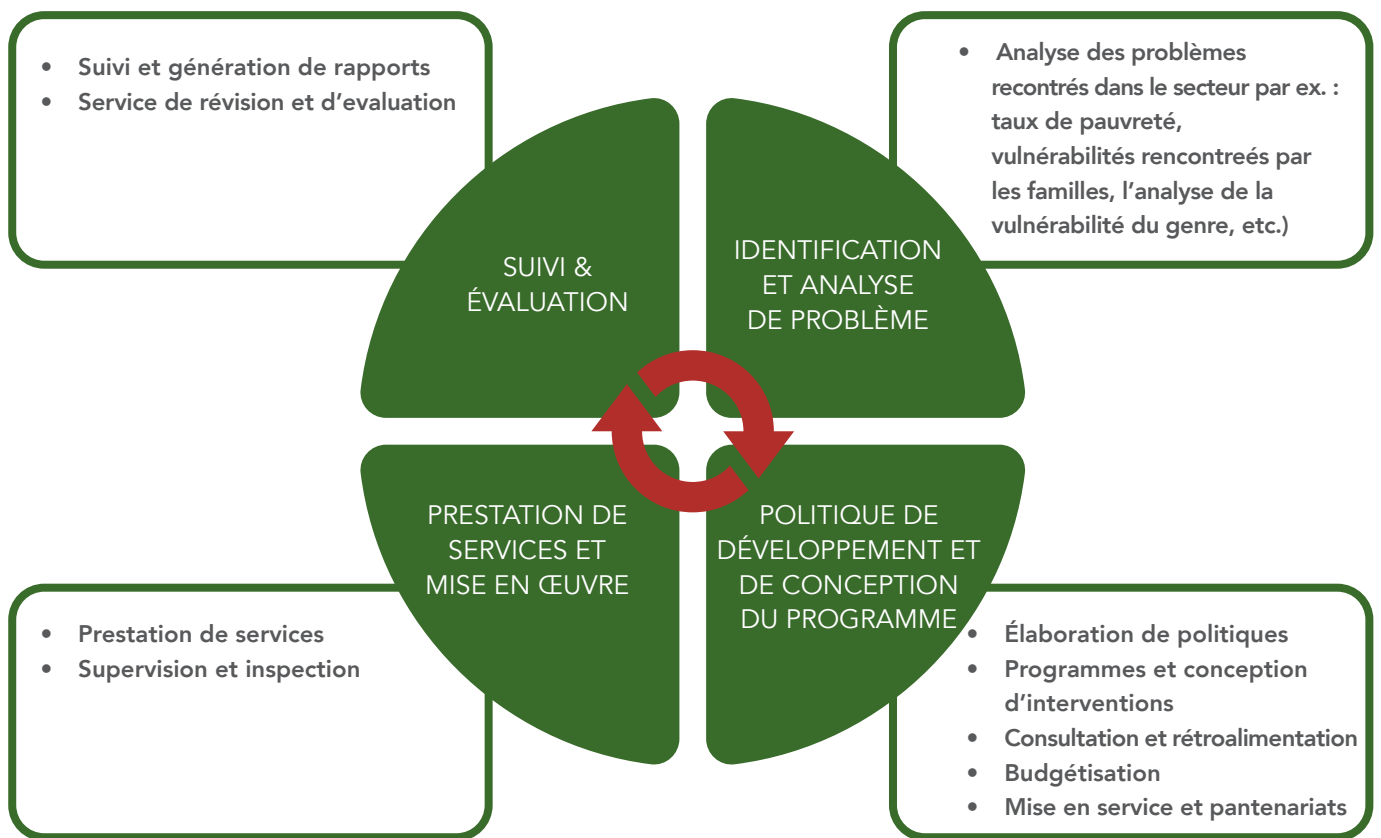 • Suivi et génération de rapports
• Service de révision et d'evaluation
• Analyse des problèmes
recontrés dans le secteur par ex. :
taux de pauvreté,
vulnérabilités rencontreés par
les familles, l'analyse de la
vulnérabilité du genre, etc.)
SUIVI &
ÉVALUATION
IDENTIFICATION
ET ANALYSE
DE PROBLÈME
PRESTATION DE
SERVICES ET
MISE EN ŒUVRE
POLITIQUE DE
DÉVELOPPEMENT ET
DE CONCEPTION
DU PROGRAMME
• Prestation de services
• Supervision et inspection
• Élaboration de politiques
• Programmes et conception
d'interventions
• Consultation et rétroalimentation
• Budgétisation
• Mise en service et pantenariats